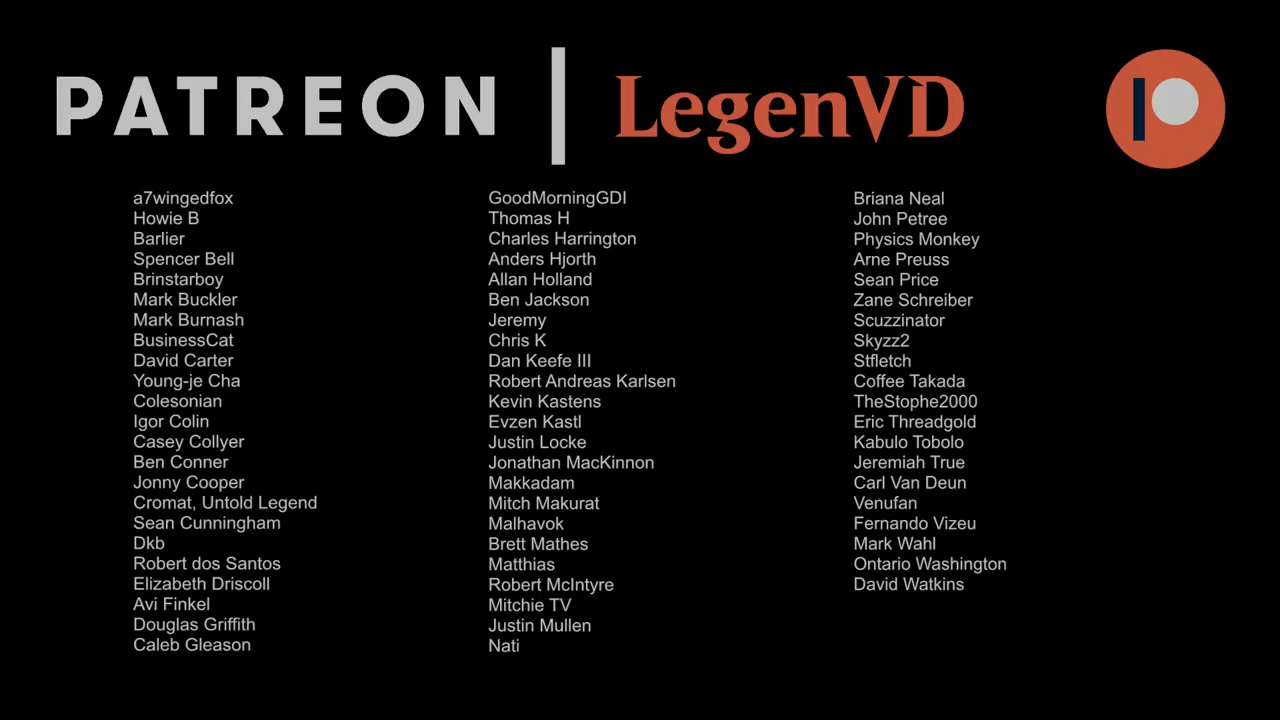 PATREON | LegenVD
a7wingedfox
Howie B
Barlier
Spencer Bell
Brinstarboy
Mark Buckler
Mark Burnash
BusinessCat
David Carter
Young-je Cha
Colesonian
Igor Colin
Casey Collyer
Ben Conner
Jonny Cooper
Cromat, Untold Legend
Sean Cunningham
Dkb
Robert dos Santos
Elizabeth Driscoll
Avi Finkel
Douglas Griffith
Caleb Gleason
GoodMorningGDI
Thomas H
Charles Harrington
Anders Hjorth
Allan Holland
Ben Jackson
Jeremy
Chris K
Dan Keefe III
Robert Andreas Karlsen
Kevin Kastens
Evzen Kastl
Justin Locke
Jonathan MacKinnon
Makkadam
Mitch Makurat
Malhavok
Brett Mathes
Matthias
Robert McIntyre
Mitchie TV
Justin Mullen
Nati
Briana Neal
John Petree
Physics Monkey
Arne Preuss
Sean Price
Zane Schreiber
Scuzzinator
Skyzz2
Stfletch
Coffee Takada
TheStophe2000
Eric Threadgold
Kabulo Tobolo
Jeremiah True
Carl Van Deun
Venufan
Fernando Vizeu
Mark Wahl
Ontario Washington
David Watkins